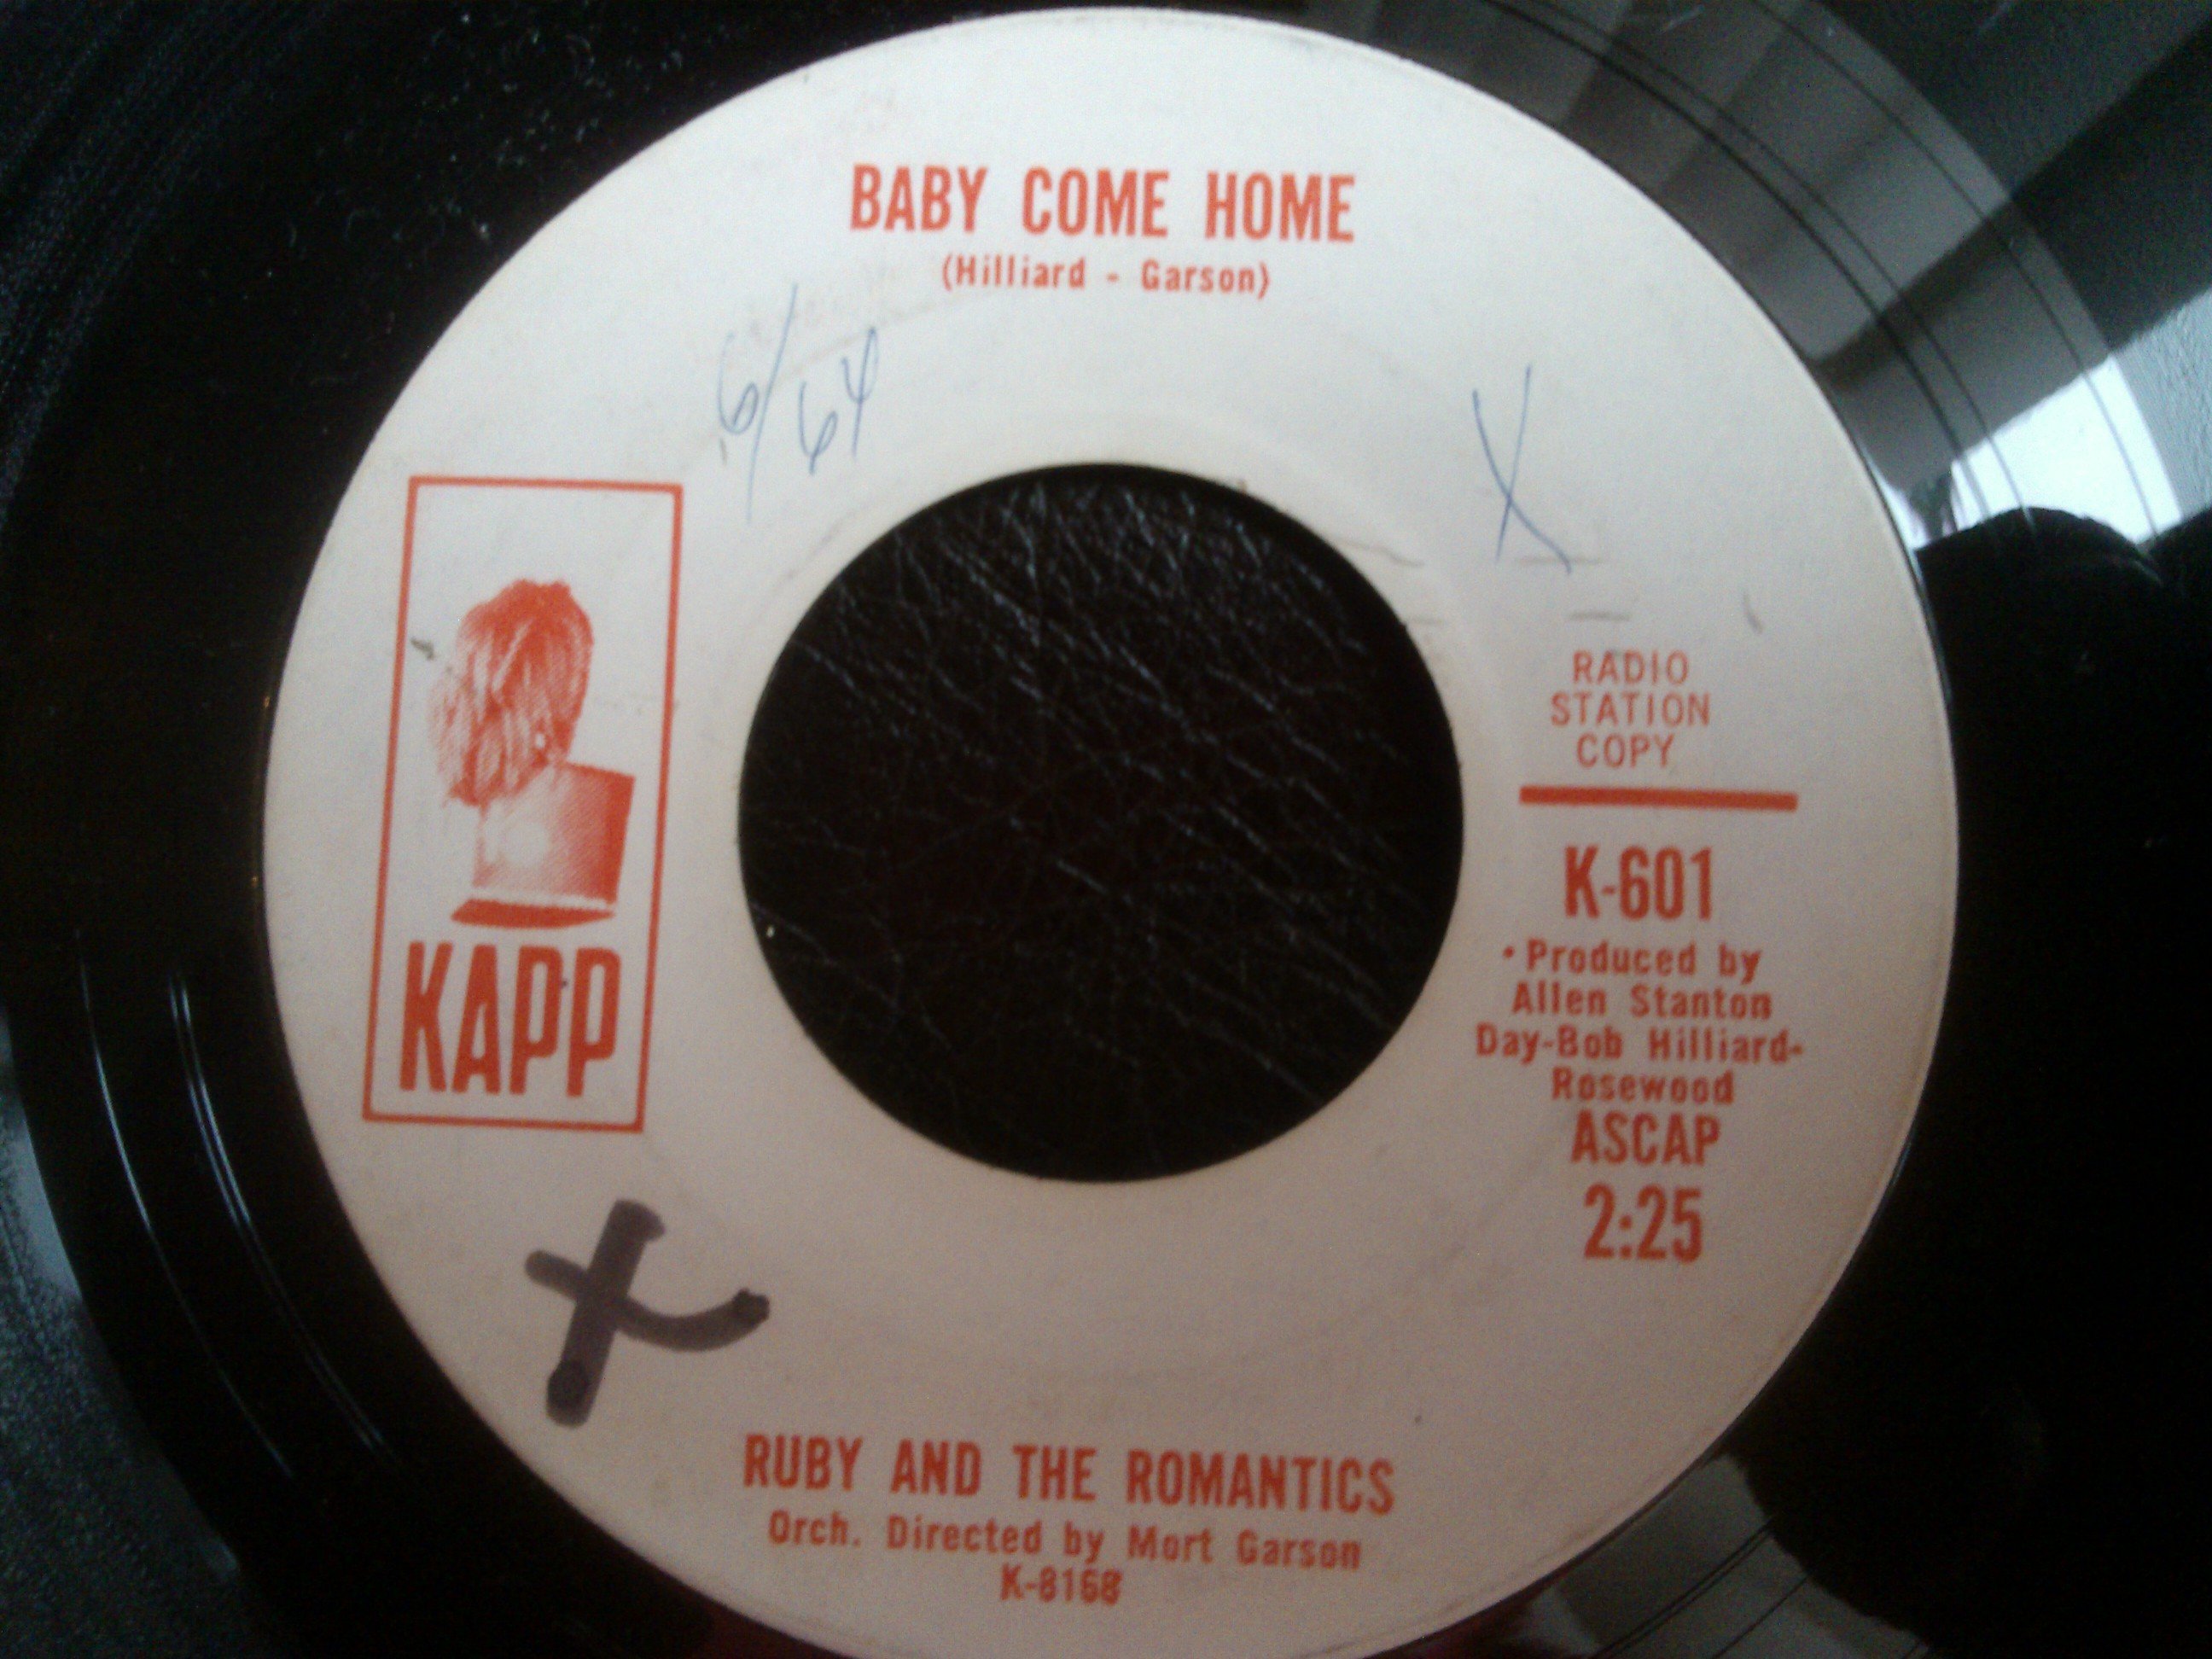 BABY COME HOME
(Hilliard - Garson)
6/64
X
KAPP
RADIO
STATION
COPY
K-601
•Produced by
Allen Stanton
Day-Bob Hilliard-
Rosewood
ASCAP
2:25
X
RUBY AND THE ROMANTICS
Orch. Directed by Mort Garson
K-8168